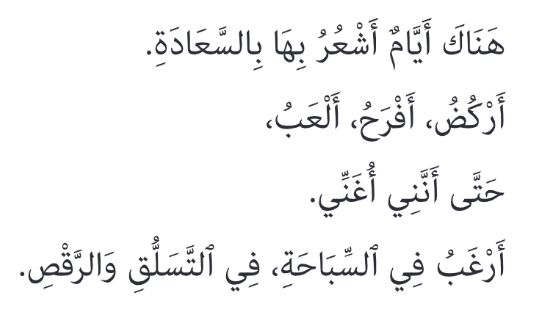 هَنَاكَ أَيَّامٌ أَشْعُرُ بِهَا بِالسَّعَادَةِ.
أَرْكُضُ، أَفْرَحُ، أَلْعَبُ،
حَتَّى أَنَّنِي أُغَنِّي.
أَرْغَبُ فِي ٱلسِّبَاحَةِ، فِي ٱلتَّسَلُّقِ وَالرَّقْصِ.